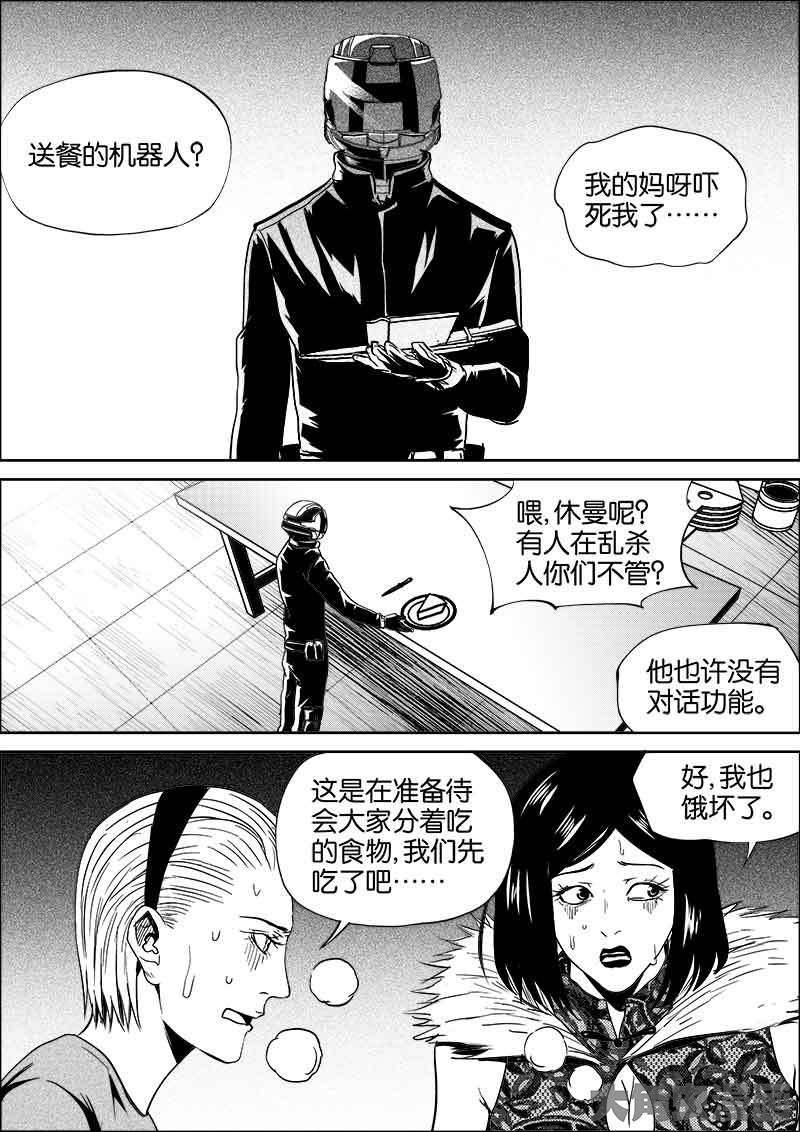 送餐的机器人?
我的妈呀吓
死我了……
喂,休曼呢?
有人在乱杀
人你们不管?
他也许没有
对话功能。
这是在准备待
会大家分着吃
的食物,我们先
吃了吧……
好,我也
饿坏了。